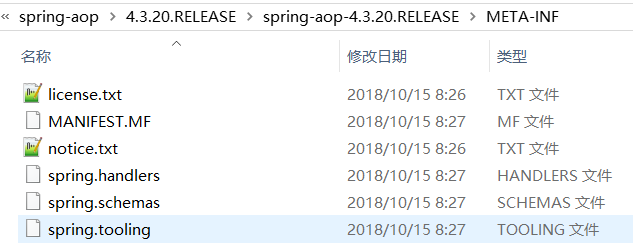 « spring-aop › 4.3.20.RELEASE › spring-aop-4.3.20.RELEASE › META-INF
名称 修改日期 类型
license.txt 2018/10/15 8:26 TXT 文件
MANIFEST.MF 2018/10/15 8:27 MF 文件
notice.txt 2018/10/15 8:26 TXT 文件
spring.handlers 2018/10/15 8:27 HANDLERS 文件
spring.schemas 2018/10/15 8:27 SCHEMAS 文件
spring.tooling 2018/10/15 8:27 TOOLING 文件